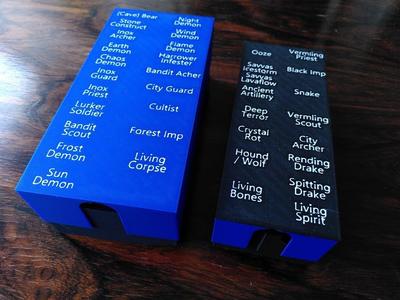 (Cave) Bear
Stone
Construct
Inox
Archer
Earth
Demon
Chaos
Demon
Inox
Guard
Inox
Priest
Lurker
Soldier
Bandit
Scout
Frost
Demon
Sun
Demon
Night
Demon
Wind
Demon
Flame
Demon
Harrower
Infester
Bandit Acher
City Guard
Cultist
Forest Imp
Living
Corpse
Ooze
Savvas
Icestorm
Savvas
Lavaflow
Ancient
Artillery
Deep
Terror
Crystal
Rot
Hound
/ Wolf
Living
Bones
Vermling
Priest
Black Imp
Snake
Vermling
Scout
City
Archer
Rending
Drake
Spitting
Drake
Living
Spirit